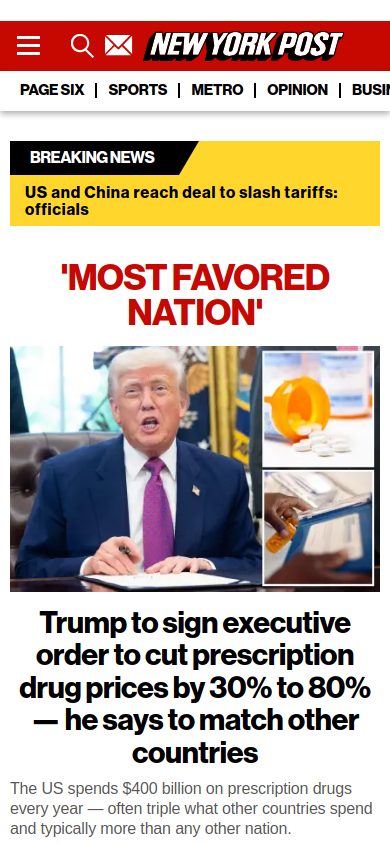 NEW YORK POST
PAGE SIX | SPORTS | METRO | OPINION | BUSIN
BREAKING NEWS
US and China reach deal to slash tariffs:
officials
'MOST FAVORED
NATION'
Trump to sign executive
order to cut prescription
drug prices by 30% to 80%
— he says to match other
countries
The US spends $400 billion on prescription drugs
every year — often triple what other countries spend
and typically more than any other nation.